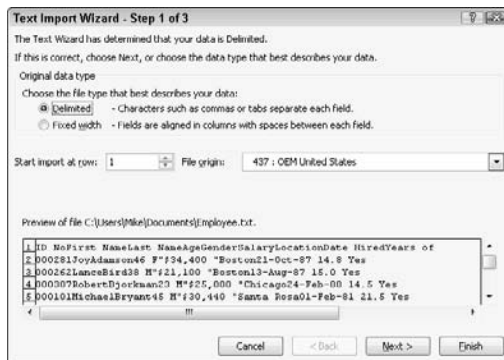 Text Import Wizard - Step 1 of 3
The Text Wizard has determined that your data is Delimited.
If this is correct, choose Next, or choose the data type that best describes your data.
Original data type
Choose the file type that best describes your data:
Delimited - Characters such as commas or tabs separate each field.
Fixed width - Fields are aligned in columns with spaces between each field.
Start import at row: 1 File origin: 437 : OEM United States
Preview of file C:\Users\Mike\Documents\Employee.txt.
1 ID NoFirst NameLast NameAgeGenderSalaryLocationDate HiredYears of
2 000281JoyAdamson46 F"$34,400 "Boston21-Oct-87 14.8 Yes
3 000262LanceBird38 M"$21,100 "Boston13-Aug-87 15.0 Yes
4 000307RobertBjorkman23 M"$25,000 "Chicago24-Feb-88 14.5 Yes
5 000101MichaelBryant45 M"$30,440 "Santa Rosa01-Feb-81 21.5 Yes
Cancel < Back Next > Finish